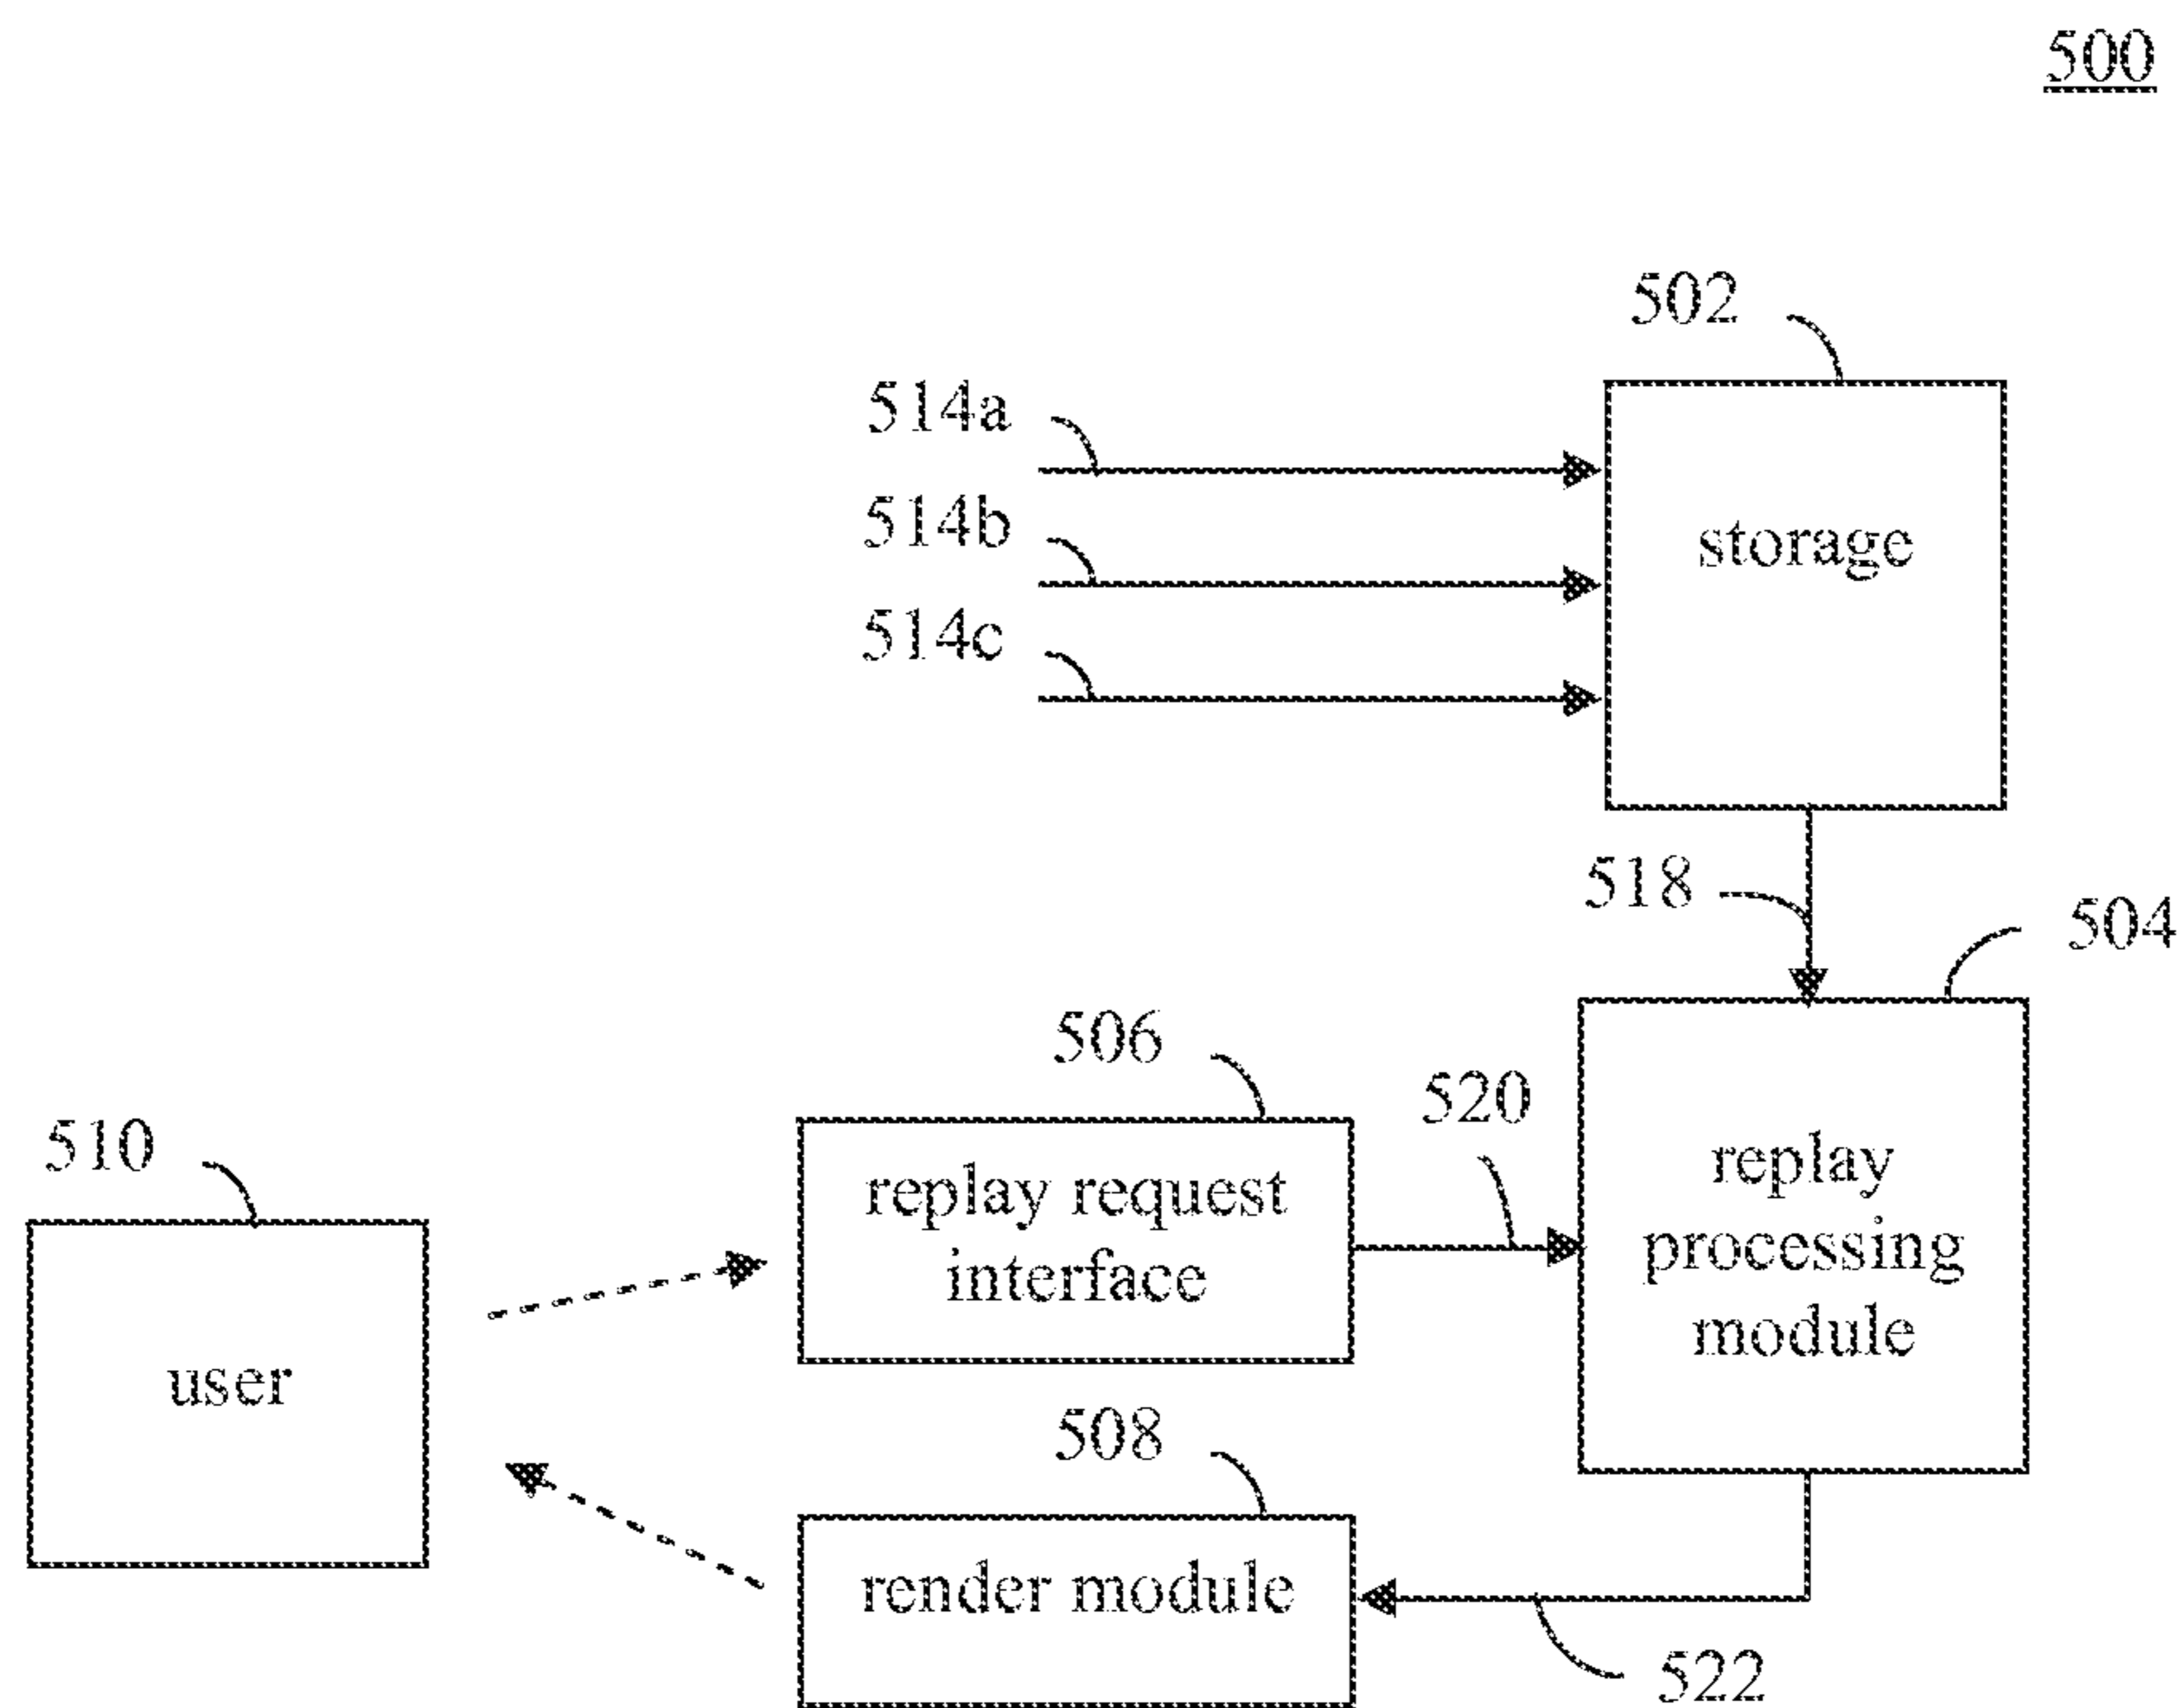 500
502
514a
514b
storage
514c
518
504
506
520
510
replay request
interface
replay
processing
module
user
508
render module
522